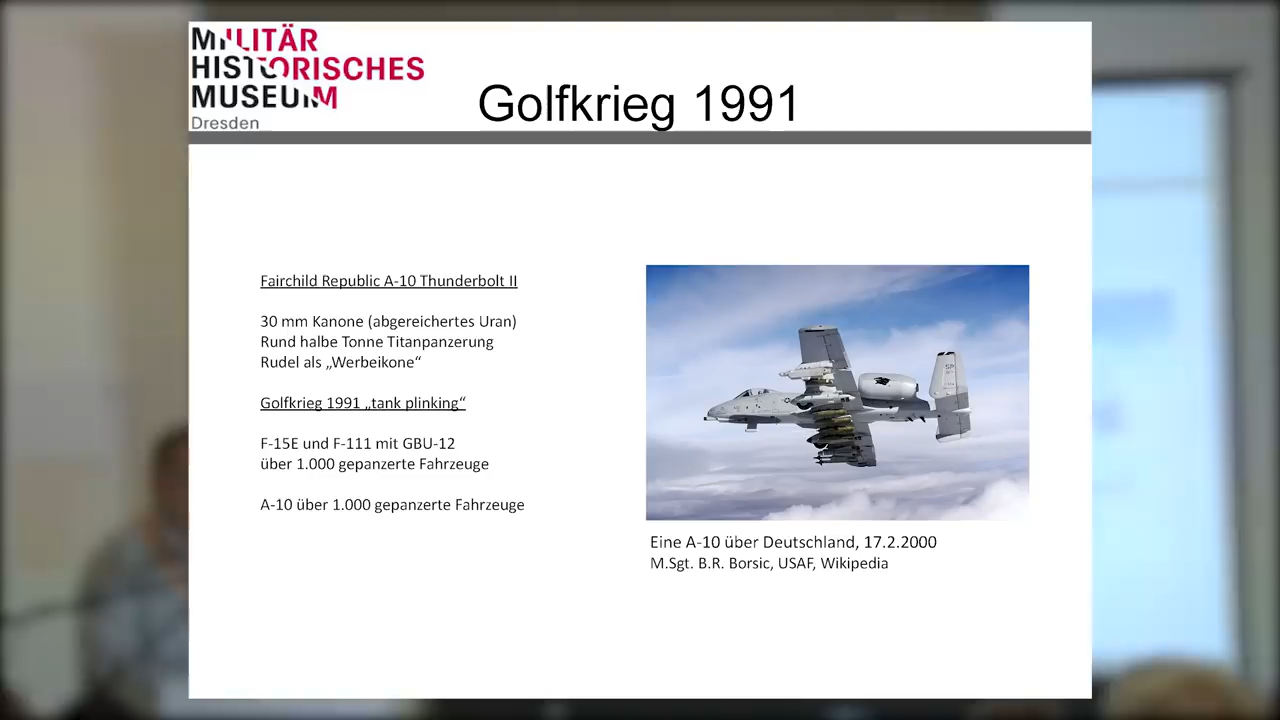 MILITÄR
HISTORISCHES
MUSEUM
Dresden
Golfkrieg 1991
Fairchild Republic A-10 Thunderbolt II
30 mm Kanone (abgereichertes Uran)
Rund halbe Tonne Titanpanzerung
Rudel als „Werbeikone“
Golfkrieg 1991 „tank plinking“
F-15E und F-111 mit GBU-12
über 1.000 gepanzerte Fahrzeuge
A-10 über 1.000 gepanzerte Fahrzeuge
Eine A-10 über Deutschland, 17.2.2000
M.Sgt. B.R. Borsic, USAF, Wikipedia